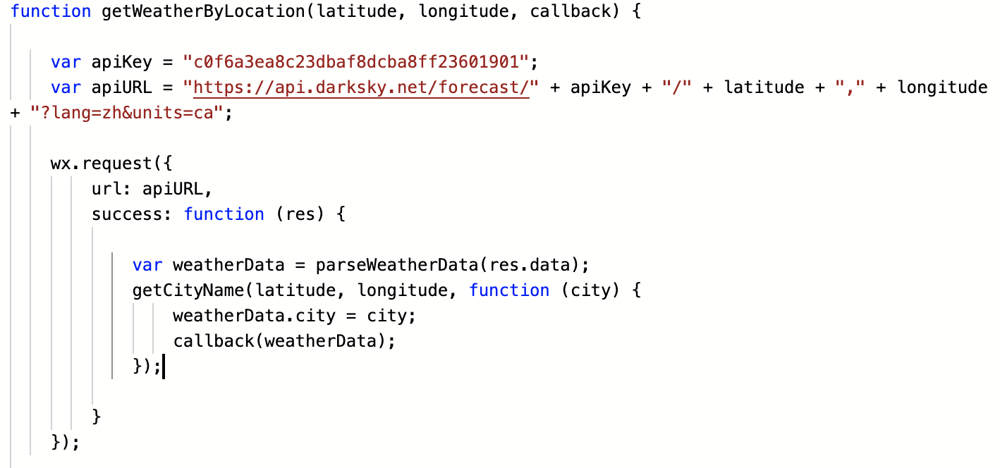 function getWeatherByLocation(latitude, longitude, callback) {
var apiKey = "c0f6a3ea8c23dbaf8dcba8ff23601901";
var apiURL = "https://api.darksky.net/forecast/" + apiKey + "/" + latitude + "," + longitude
+ "?lang=zh&units=ca";
wx.request({
url: apiURL,
success: function (res) {
var weatherData = parseWeatherData(res.data);
getCityName(latitude, longitude, function (city) {
weatherData.city = city;
callback(weatherData);
});
}
});